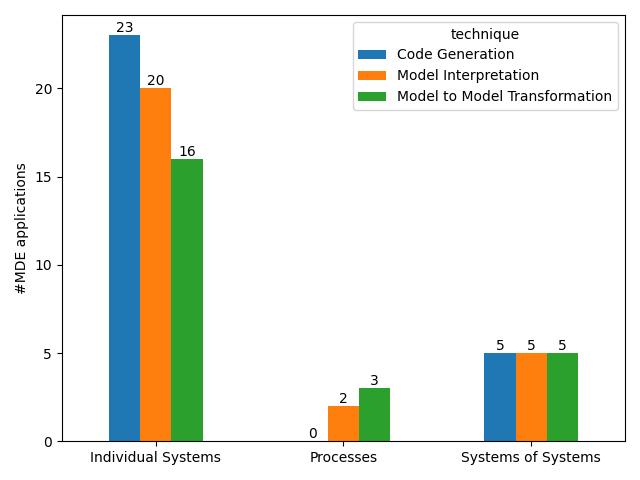 technique
Code Generation
Model Interpretation
Model to Model Transformation
#MDE applications
20
15
10
5
0
23
20
16
0
2
3
5
5
5
Individual Systems
Processes
Systems of Systems